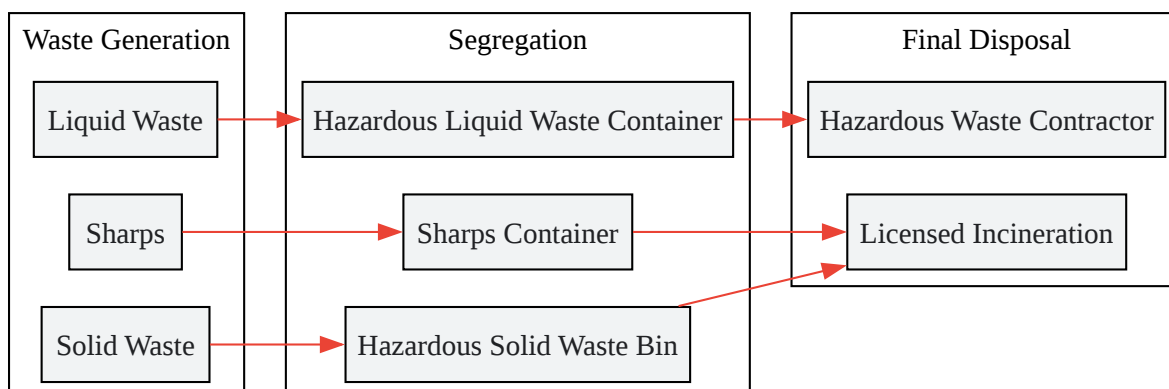 Waste Generation
Segregation
Final Disposal
Liquid Waste
Hazardous Liquid Waste Container
Hazardous Waste Contractor
Sharps
Sharps Container
Licensed Incineration
Solid Waste
Hazardous Solid Waste Bin